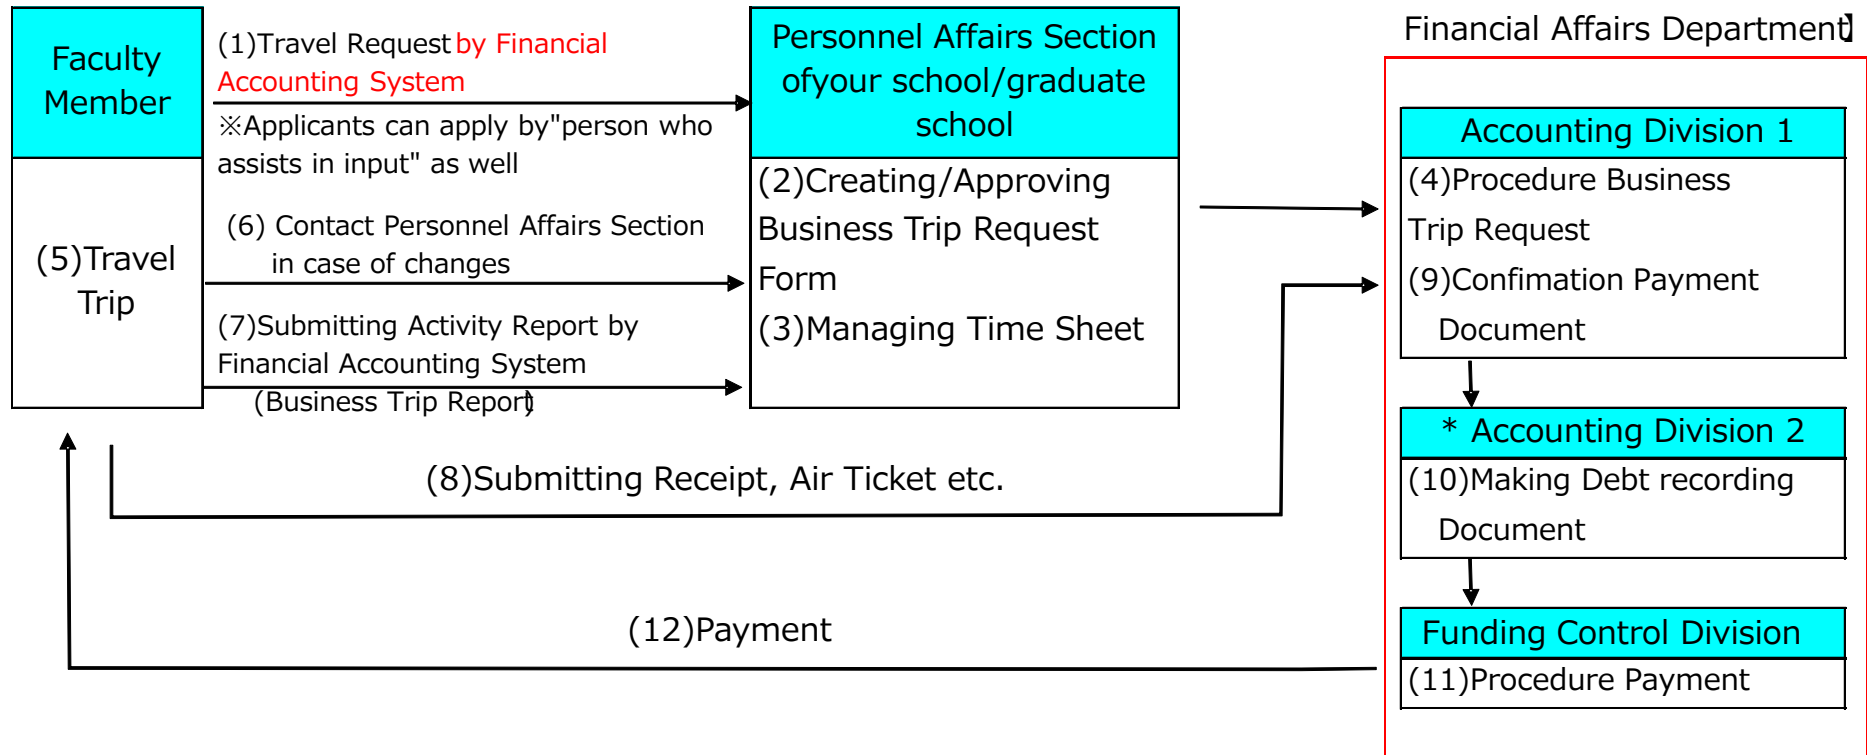 Faculty
Member
(5)Travel
Trip
(1)Travel Request by Financial
Accounting System
※Applicants can apply by"person who
assists in input" as well
(6) Contact Personnel Affairs Section
in case of changes
(7)Submitting Activity Report by
Financial Accounting System
(Business Trip Report)
Personnel Affairs Section
ofyour school/graduate
school
(2)Creating/Approving
Business Trip Request
Form
(3)Managing Time Sheet
Financial Affairs Department】
Accounting Division 1
(4)Procedure Business
Trip Request
(9)Confimation Payment
Document
* Accounting Division 2
(10)Making Debt recording
Document
Funding Control Division
(11)Procedure Payment
(8)Submitting Receipt, Air Ticket etc.
(12)Payment